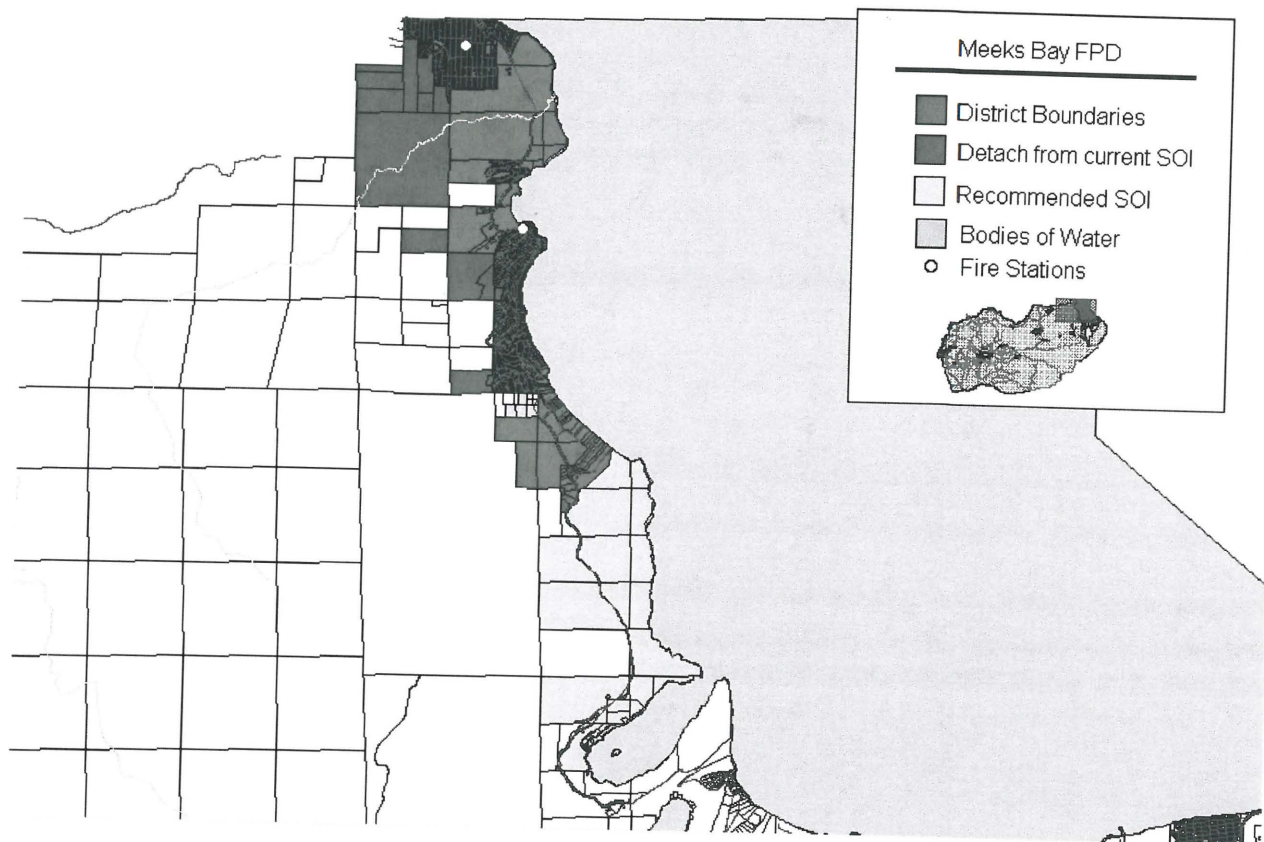 Meeks Bay FPD
District Boundaries
Detach from current SOI
Recommended SOI
Bodies of Water
Fire Stations